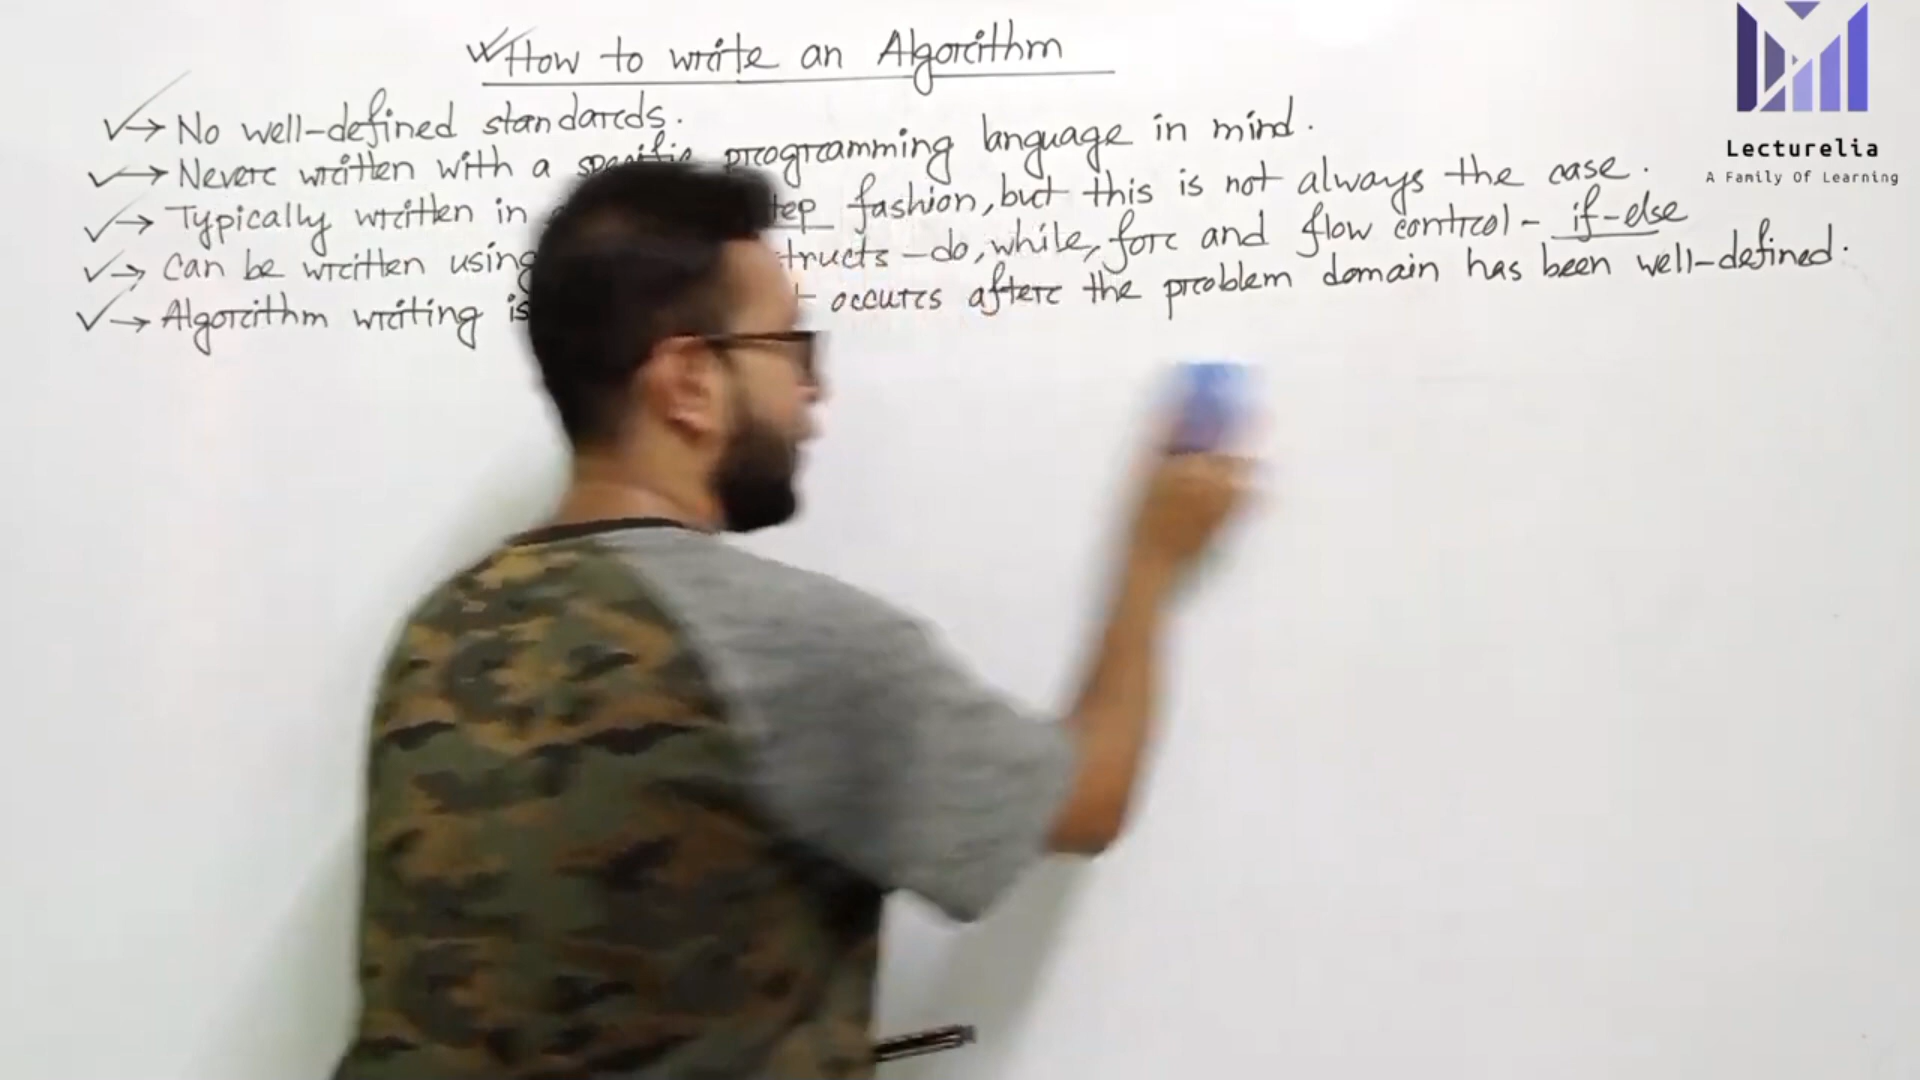 How to write an Algorithm
→ No well-defined standards.
→ Never written with a specific programming language in mind.
→ Typically written in fashion, but this is not always the case.
→ Can be written using do, while, for and flow control - if-else
→ Algorithm writing is occurs after the problem domain has been well-defined.
Lecturelia
A Family Of Learning